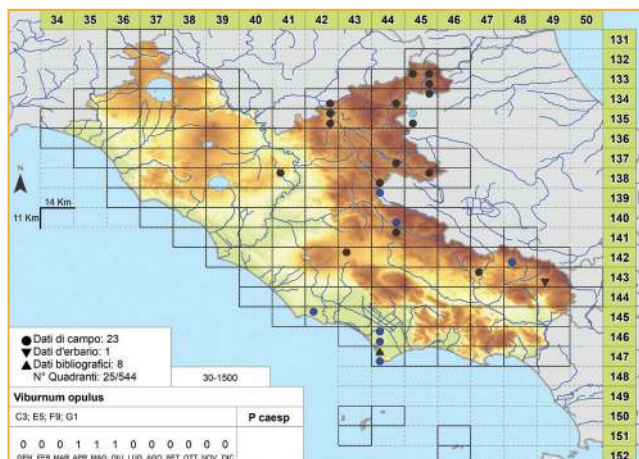 34 35 36 37 38 39 40 41 42 43 44 45 46 47 48 49 50
131
132
133
134
135
136
137
138
139
140
141
142
143
144
145
146
147
148
149
150
151
152
N
14 Km
11 Km
Dati di campo: 23
Dati d'erbario: 1
Dati bibliografici: 8
N° Quadranti: 25/544
30-1500
Viburnum opulus
C3; E5; F9; G1
P caesp
0 0 0 1 1 1 0 0 0 0 0 0
GEN FEB MAR APR MAG GIU LUG AGO SET OTT NOV DIC